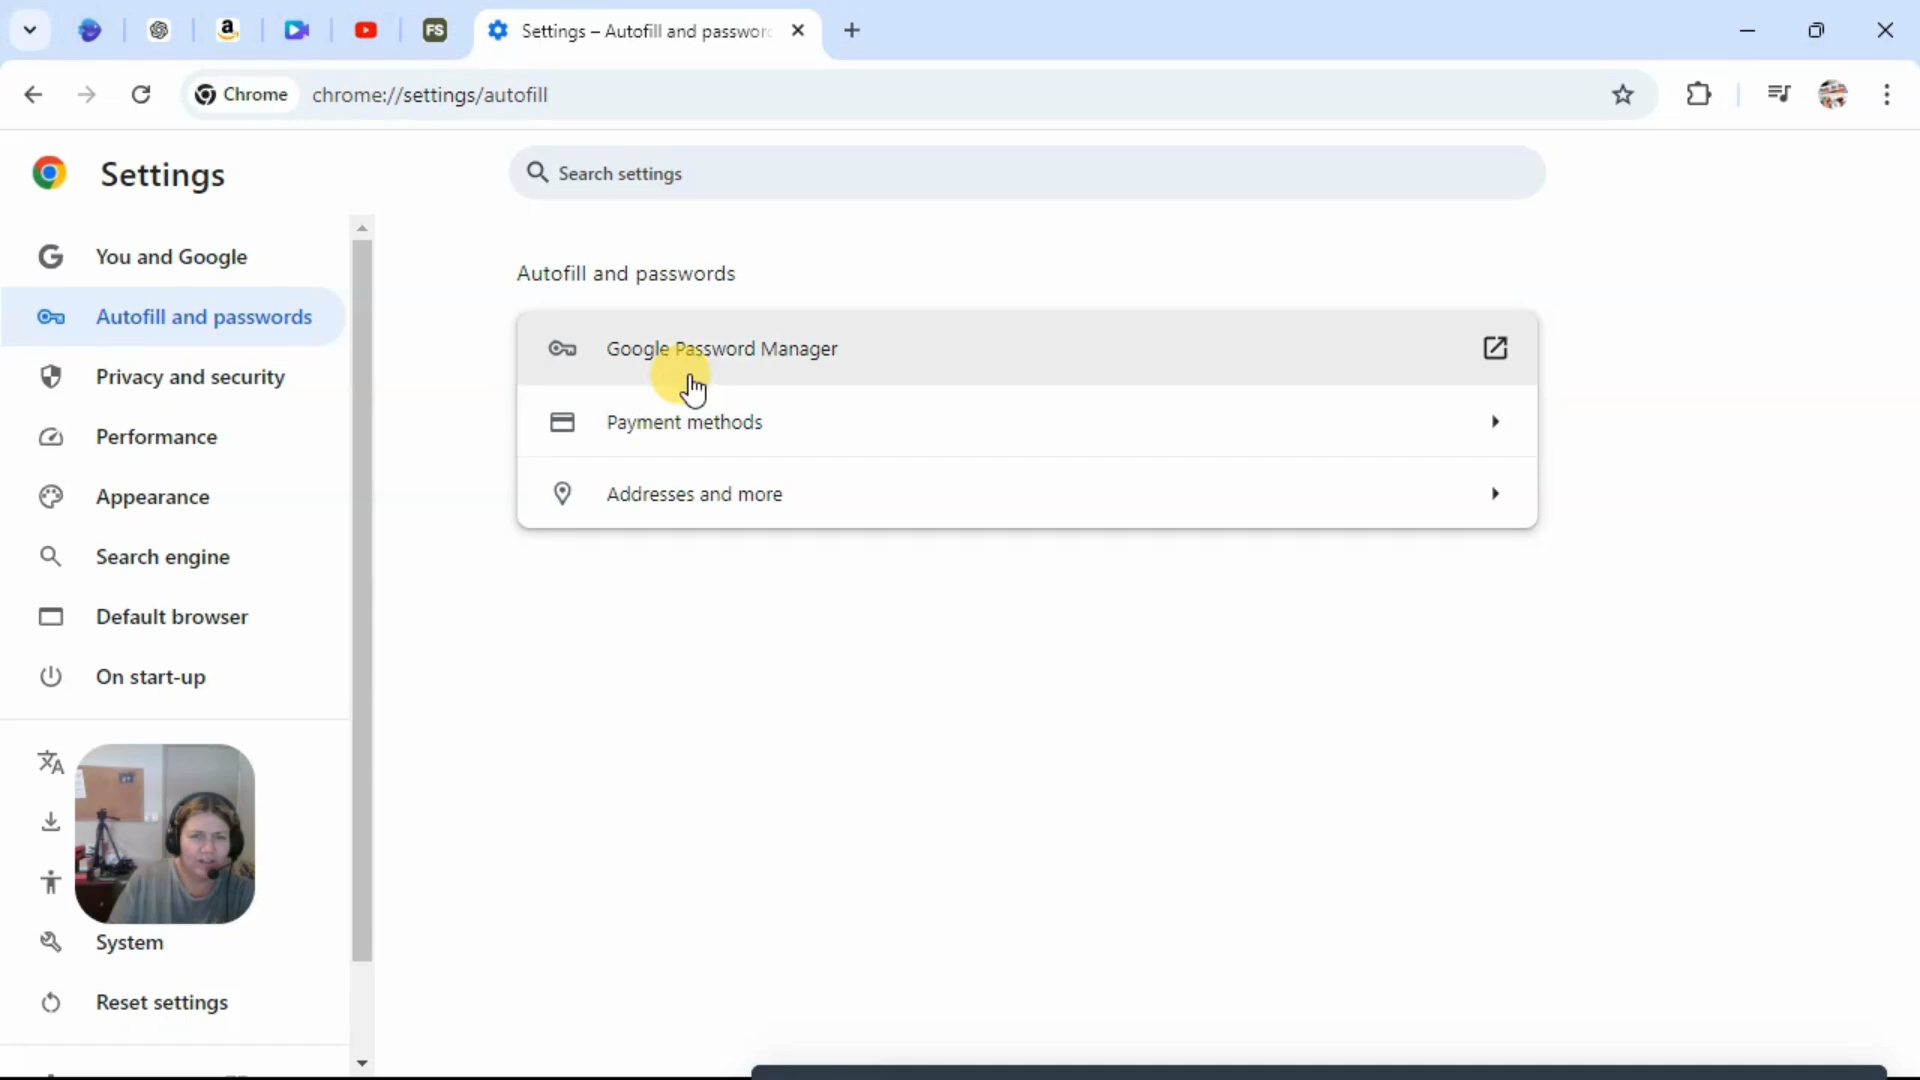 FS
Settings – Autofill and passwor
Chrome
chrome://settings/autofill
Settings
Search settings
You and Google
Autofill and passwords
Privacy and security
Performance
Appearance
Search engine
Default browser
On start-up
System
Reset settings
Autofill and passwords
Google Password Manager
Payment methods
Addresses and more